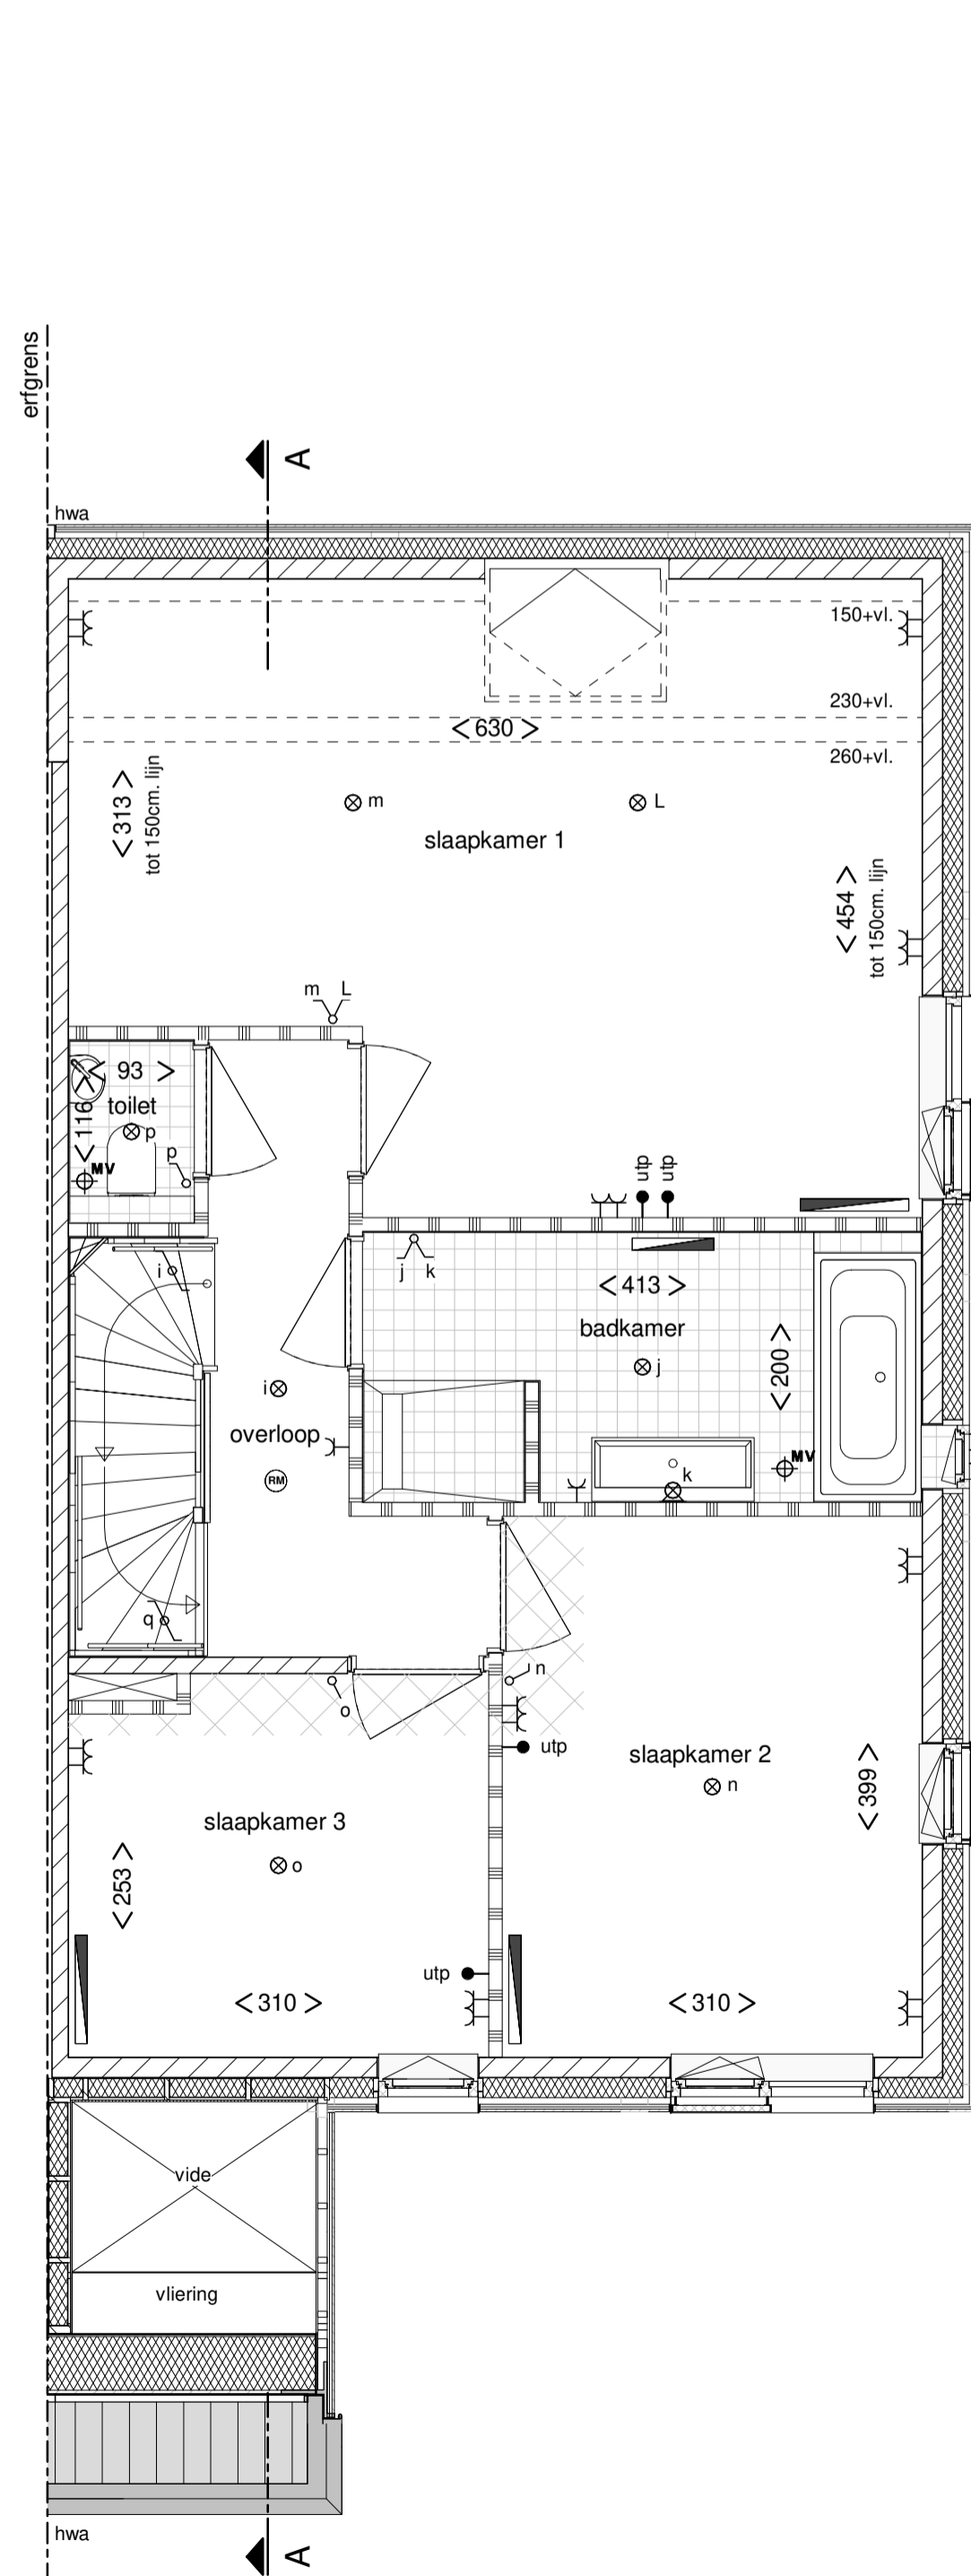 erfgrens
A
hwa
150+vl.
230+vl.
< 630 >
260+vl.
< 313 >
tot 150cm. lijn
m
L
slaapkamer 1
< 454 >
tot 150cm. lijn
m L
< 93 >
toilet
< 116 >
p
p
MV
utp
utp
i
j k
< 413 >
badkamer
j
< 200 >
i
overloop
MV
k
RM
q
n
o
utp
slaapkamer 2
n
< 399 >
slaapkamer 3
o
< 253 >
utp
< 310 >
< 310 >
vide
vliering
hwa
A